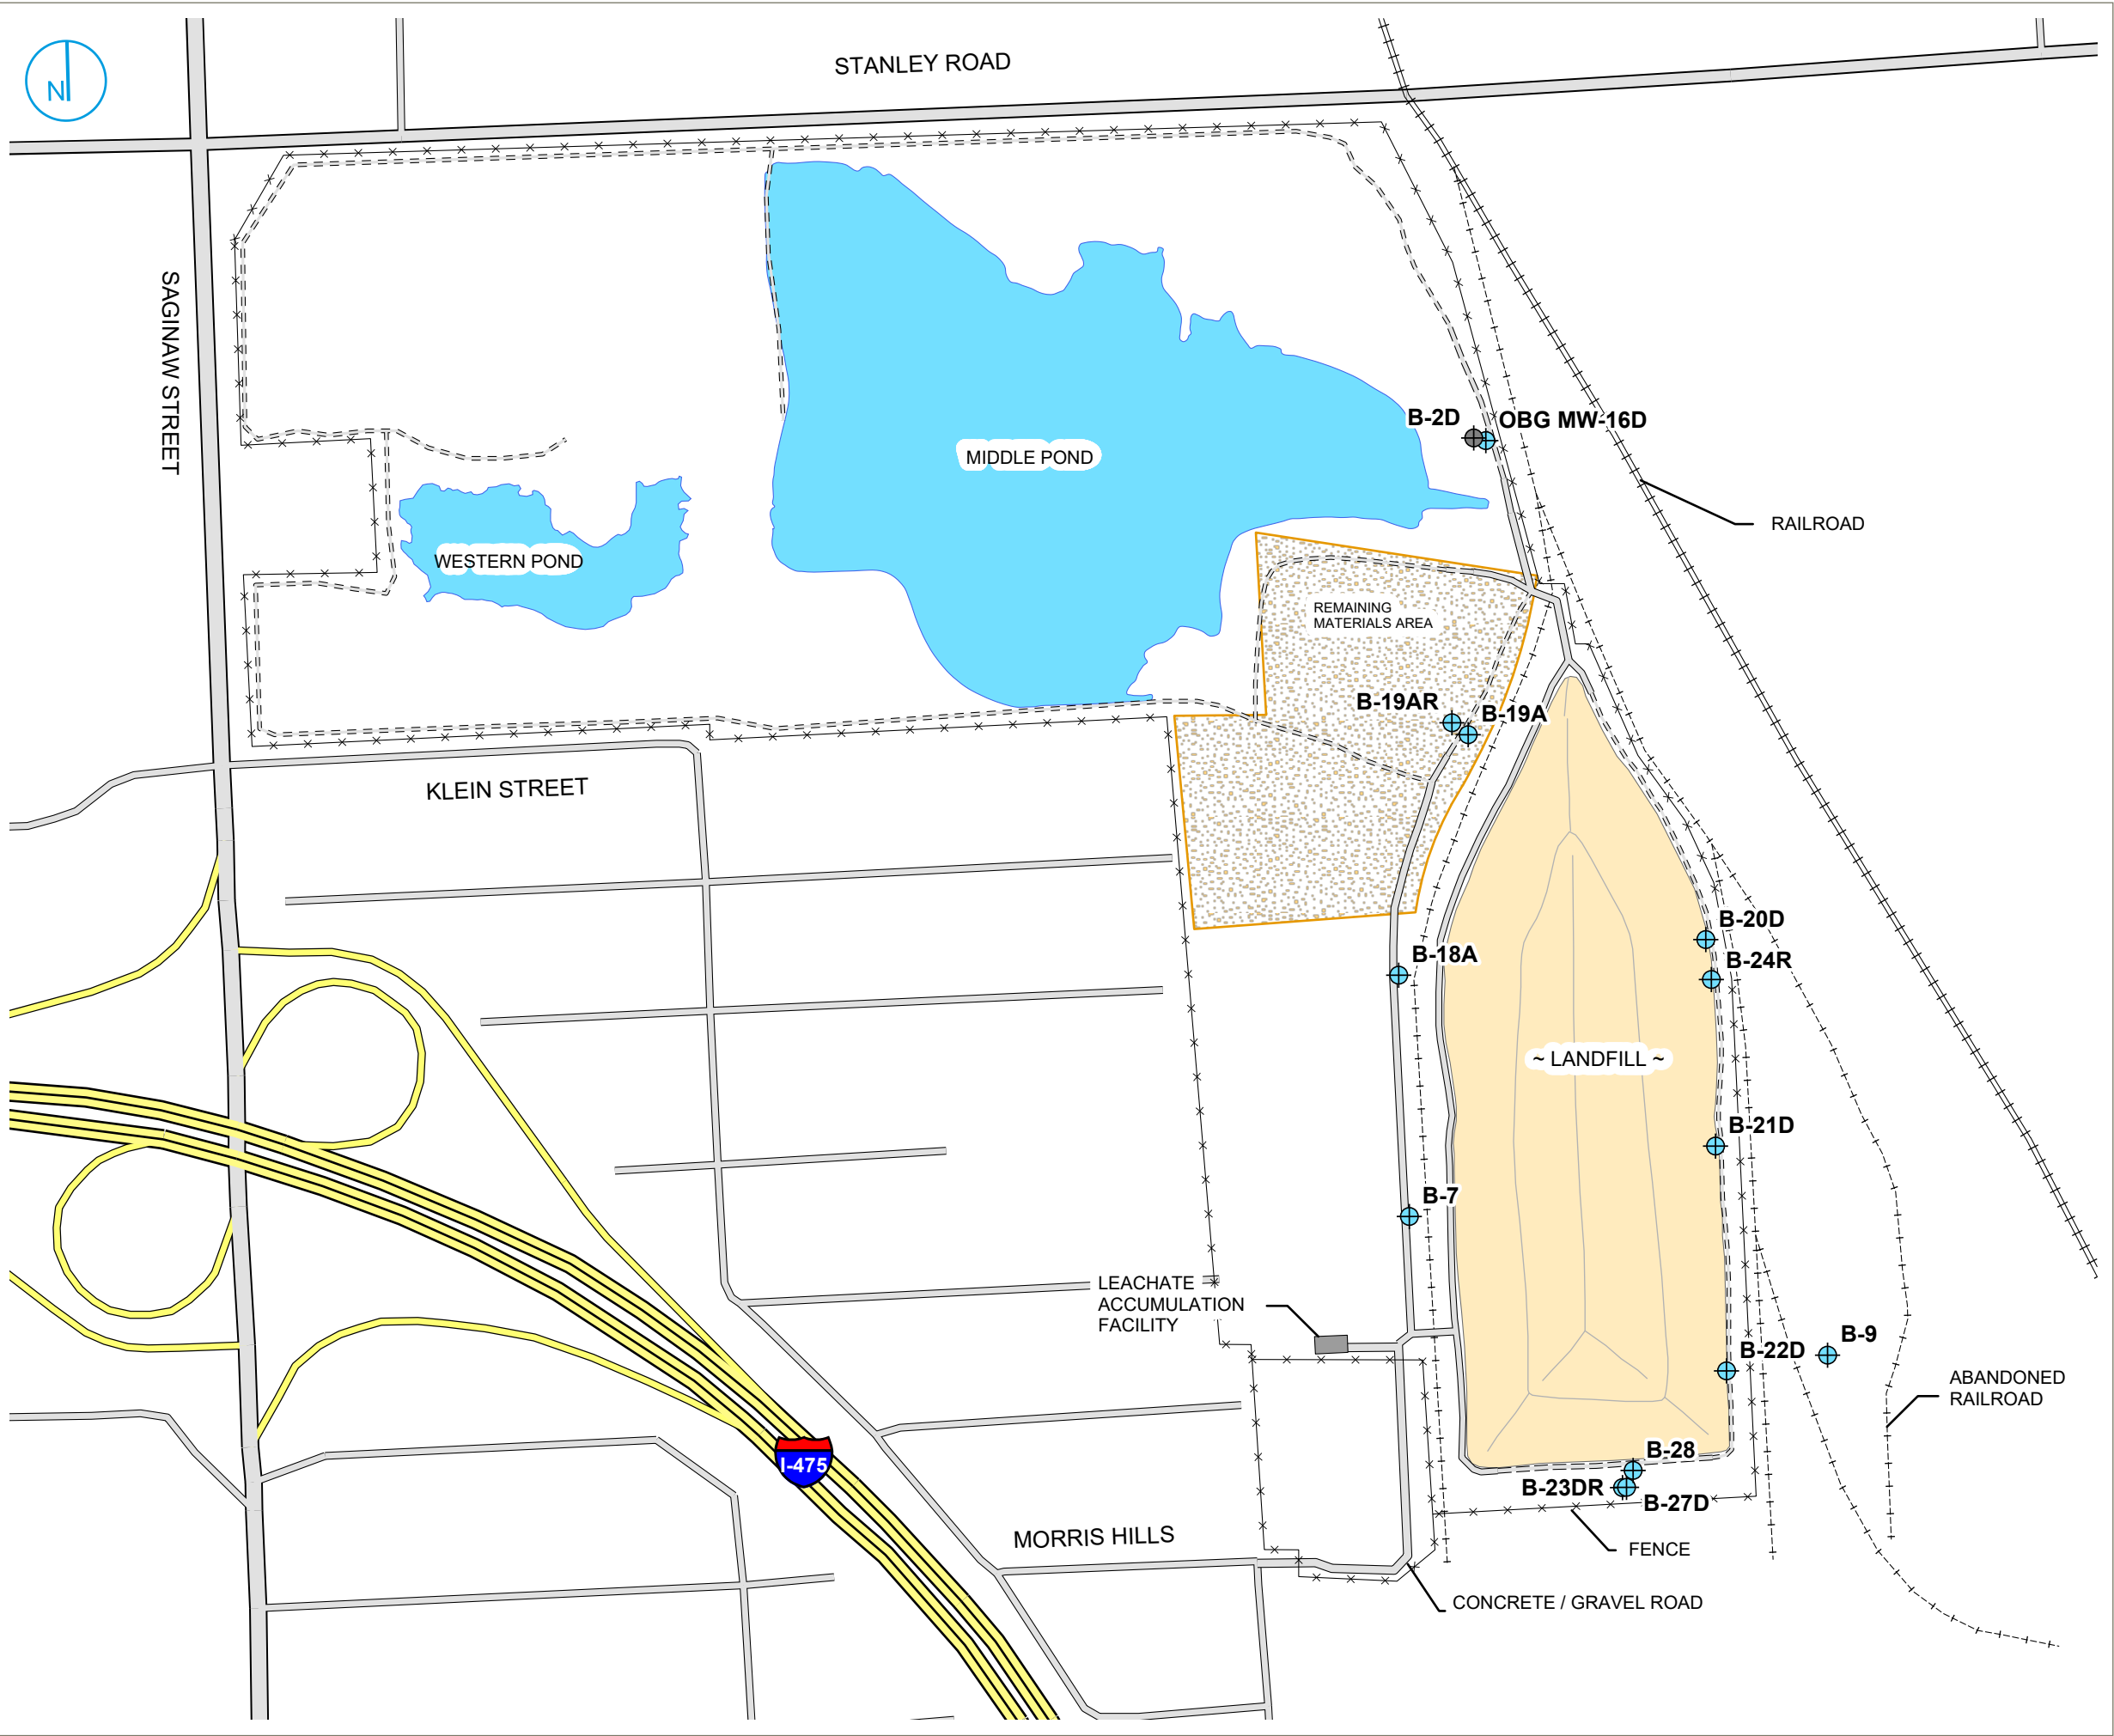 N
STANLEY ROAD
SAGINAW STREET
B-2D
OBG MW-16D
MIDDLE POND
RAILROAD
WESTERN POND
REMAINING
MATERIALS AREA
B-19AR
B-19A
KLEIN STREET
B-20D
B-18A
B-24R
~ LANDFILL ~
B-21D
B-7
LEACHATE
ACCUMULATION
FACILITY
B-9
B-22D
ABANDONED
RAILROAD
B-28
I-475
B-23DR
B-27D
MORRIS HILLS
FENCE
CONCRETE / GRAVEL ROAD